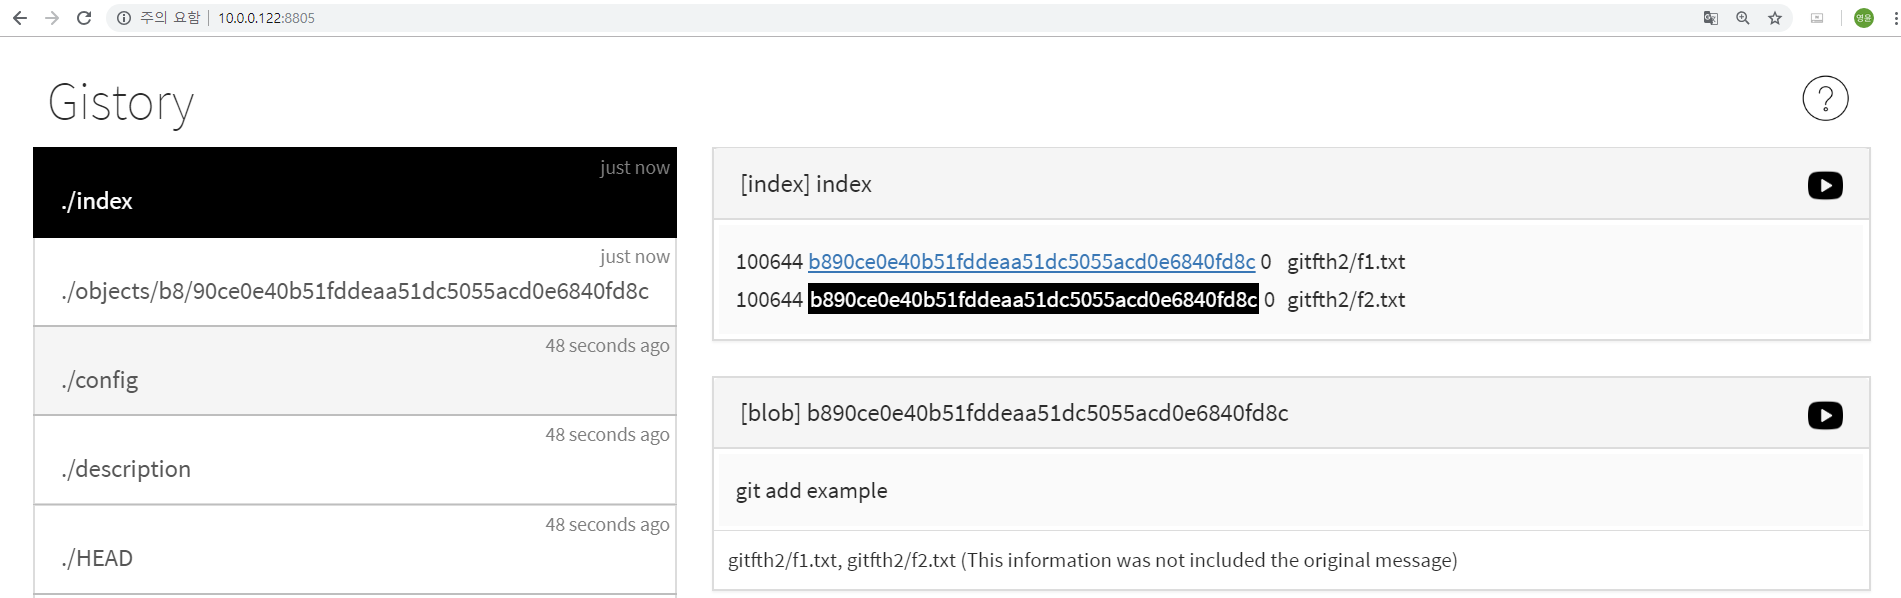 주의 요함 | 10.0.0.122:8805
영운
Gistory
?
just now
./index
just now
./objects/b8/90ce0e40b51fddeaa51dc5055acd0e6840fd8c
48 seconds ago
./config
48 seconds ago
./description
48 seconds ago
./HEAD
[index] index
100644 b890ce0e40b51fddeaa51dc5055acd0e6840fd8c 0 gitfth2/f1.txt
100644 b890ce0e40b51fddeaa51dc5055acd0e6840fd8c 0 gitfth2/f2.txt
[blob] b890ce0e40b51fddeaa51dc5055acd0e6840fd8c
git add example
gitfth2/f1.txt, gitfth2/f2.txt (This information was not included the original message)